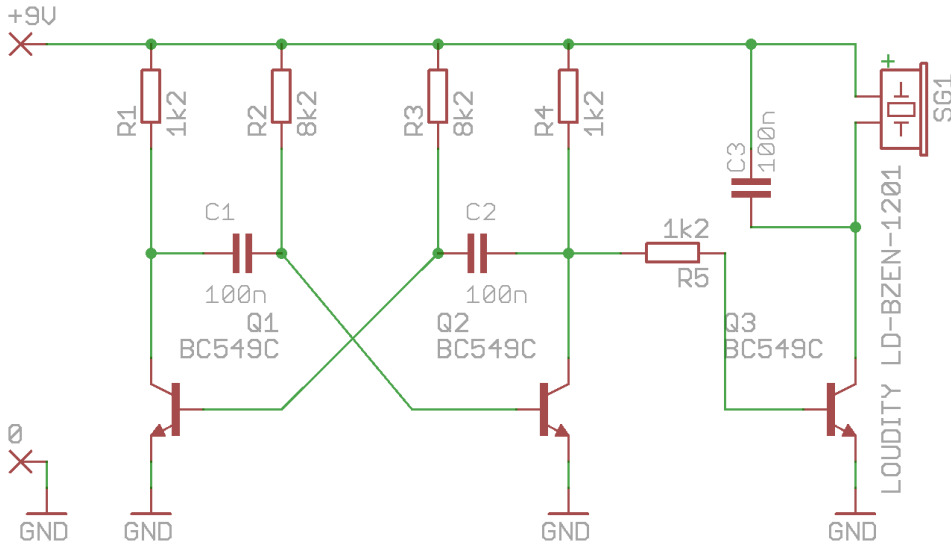 +9V
+
R1
1k2
R2
8k2
R3
8k2
R4
1k2
C3
100n
SG1
C1
100n
C2
100n
1k2
R5
Q1
BC549C
Q2
BC549C
Q3
BC549C
LOUDITY LD-BZEN-1201
0
GND
GND
GND
GND